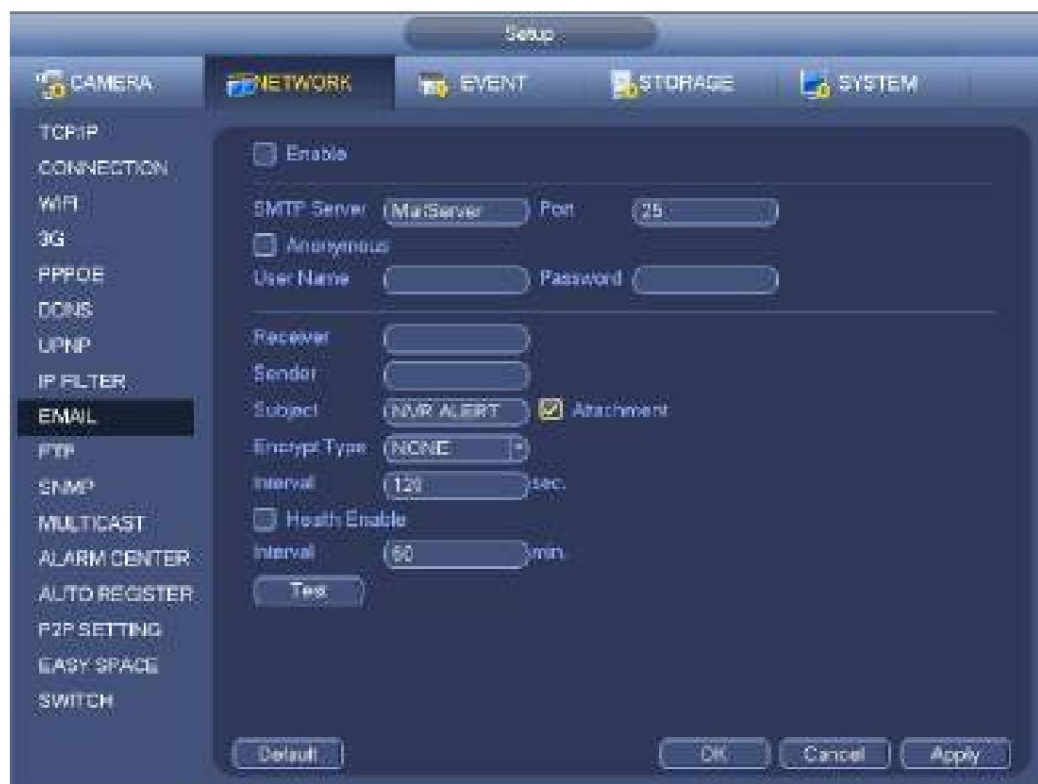 Setup
CAMERA NETWORK EVENT STORAGE SYSTEM
TCP/IP
CONNECTION
WIFI
3G
PPPOE
DDNS
UPNP
IP FILTER
EMAIL
FTP
SNMP
MULTICAST
ALARM CENTER
AUTO REGISTER
P2P SETTING
EASY SPACE
SWITCH
Enable
SMTP Server MailServer Port 25
Anonymous
User Name Password
Receiver
Sender
Subject NVR ALERT Attachment
Encrypt Type NONE
Interval 120 sec.
Health Enable
Interval 60 min.
Test
Default OK Cancel Apply